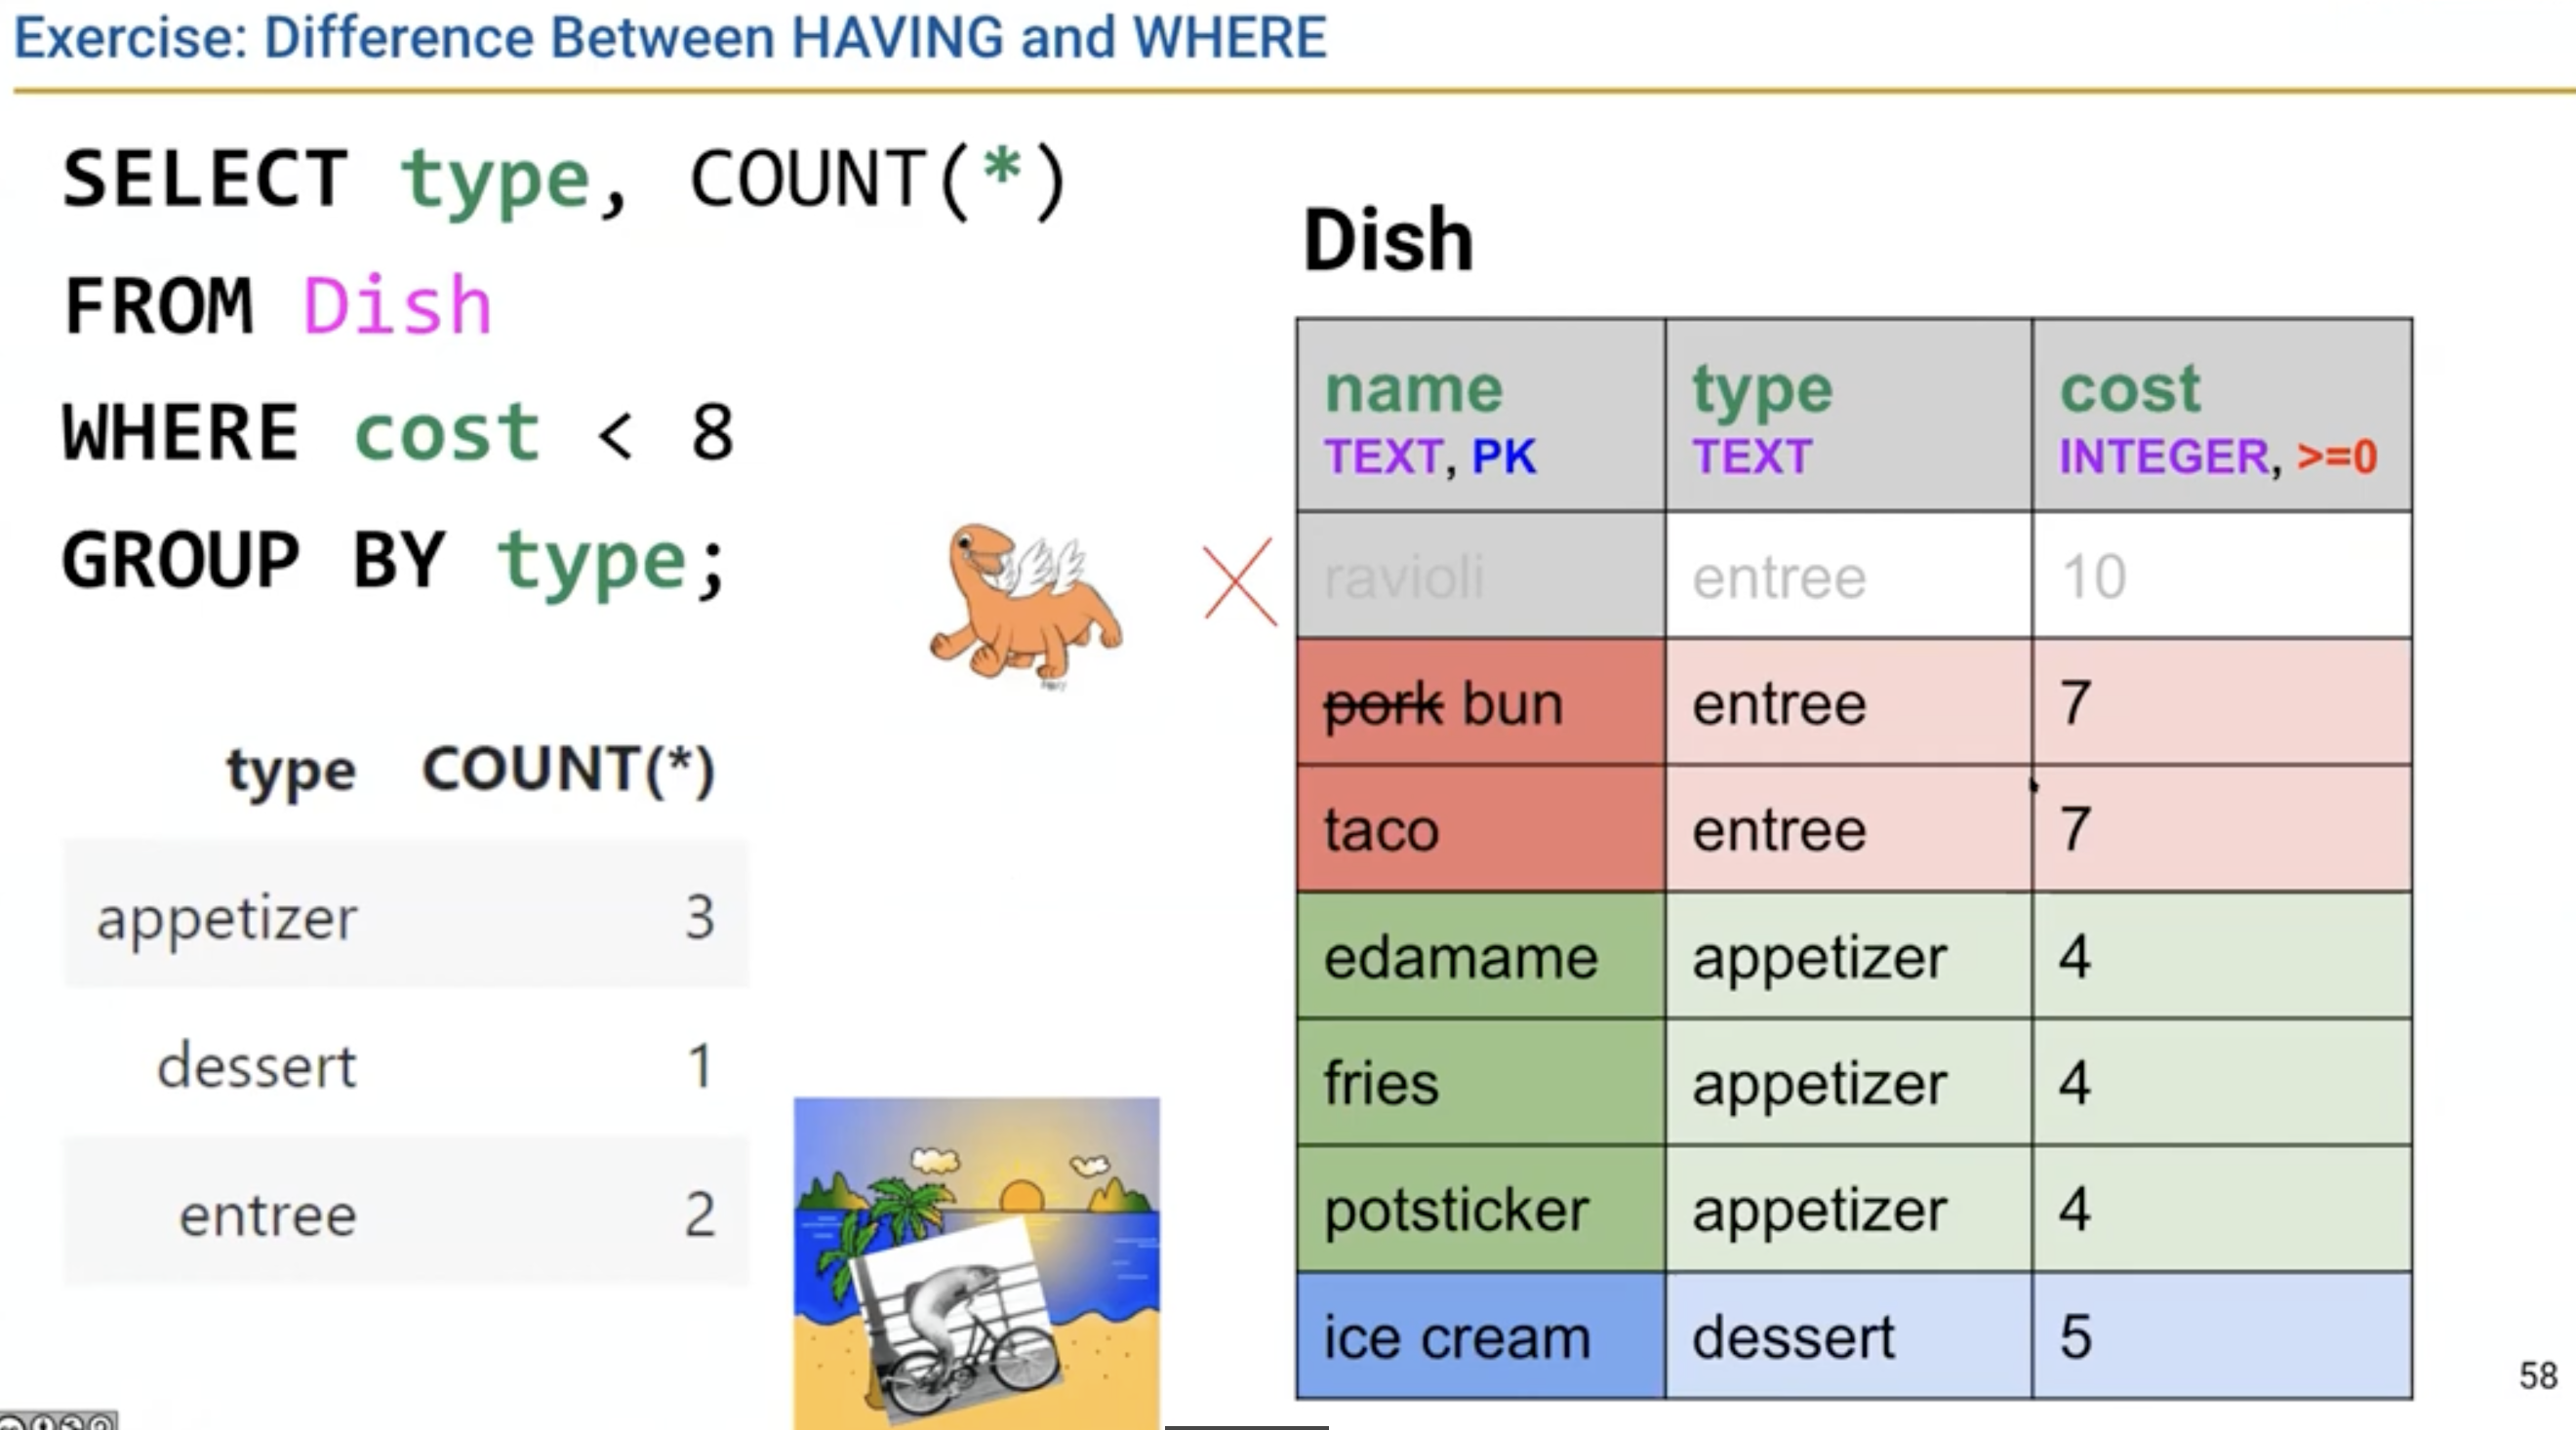 Exercise: Difference Between HAVING and WHERE
SELECT type, COUNT(*)
FROM Dish
WHERE cost < 8
GROUP BY type;
type COUNT(*)
appetizer 3
dessert 1
entree 2
Dish
name type cost
TEXT, PK TEXT INTEGER, >=0
ravioli entree 10
pork bun entree 7
taco entree 7
edamame appetizer 4
fries appetizer 4
potsticker appetizer 4
ice cream dessert 5
58